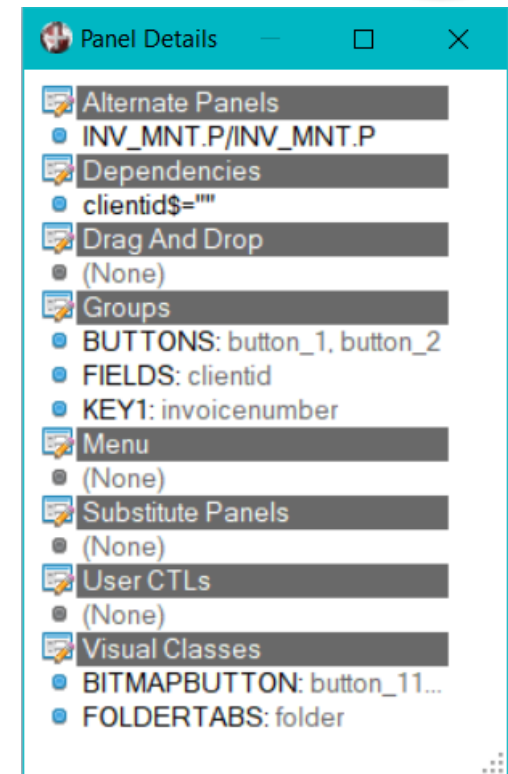 Panel Details
Alternate Panels
INV_MNT.P/INV_MNT.P
Dependencies
clientid$=""
Drag And Drop
(None)
Groups
BUTTONS: button_1, button_2
FIELDS: clientid
KEY1: invoicenumber
Menu
(None)
Substitute Panels
(None)
User CTLs
(None)
Visual Classes
BITMAPBUTTON: button_11...
FOLDERTABS: folder